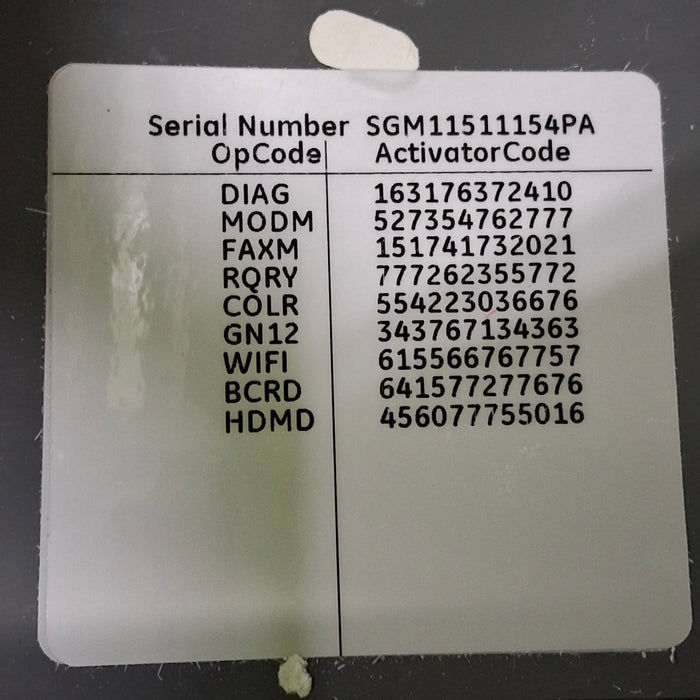 Serial Number SGM11511154PA
OpCode ActivatorCode
DIAG 163176372410
MODM 527354762777
FAXM 151741732021
RQRY 777262355772
COLR 554223036676
GN12 343767134363
WIFI 615566767757
BCRD 641577277676
HDMD 456077755016